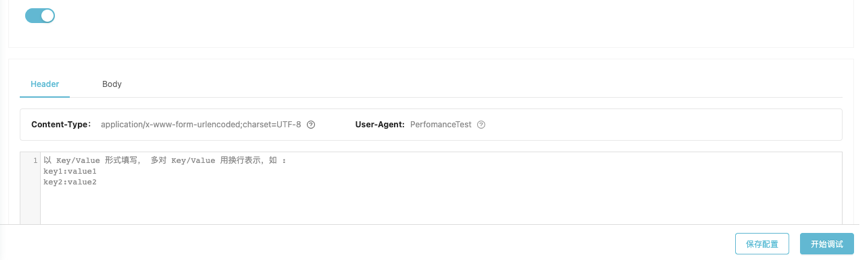 Header Body
Content-Type： application/x-www-form-urlencoded;charset=UTF-8 User-Agent: PerfomanceTest
1 以 Key/Value 形式填写， 多对 Key/Value 用换行表示，如 ：
key1:value1
key2:value2
保存配置 开始调试